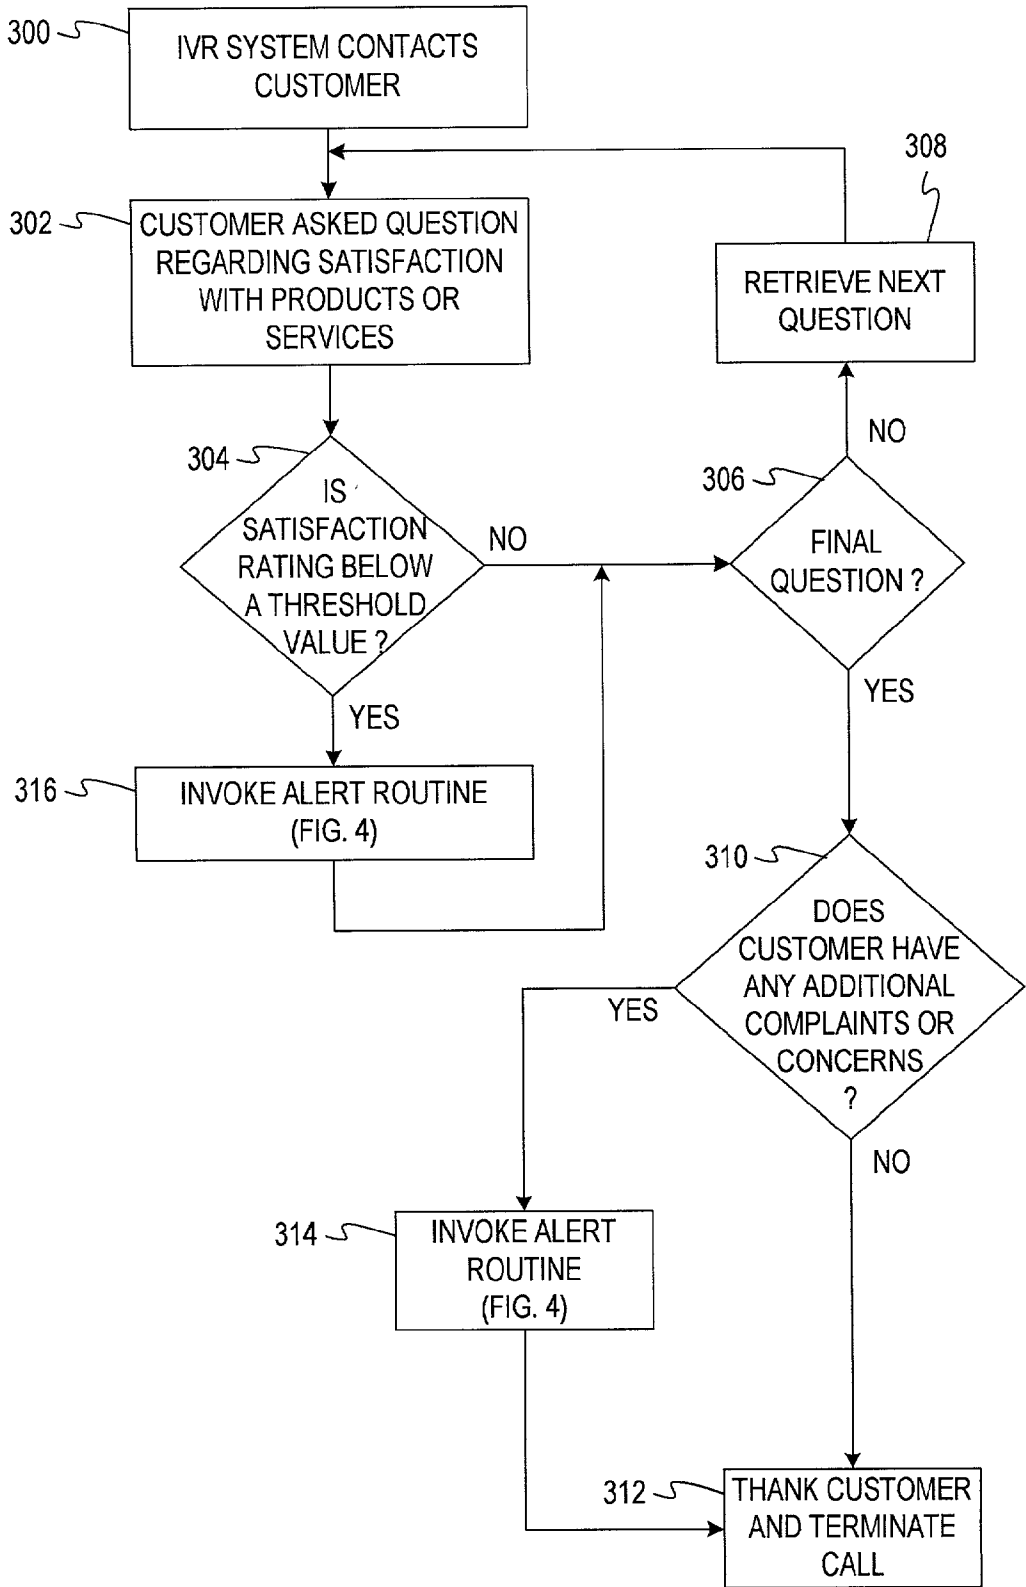 300
IVR SYSTEM CONTACTS
CUSTOMER
308
302
CUSTOMER ASKED QUESTION
REGARDING SATISFACTION
WITH PRODUCTS OR
SERVICES
RETRIEVE NEXT
QUESTION
NO
304
IS
SATISFACTION
RATING BELOW
A THRESHOLD
VALUE ?
NO
306
FINAL
QUESTION ?
YES
YES
316
INVOKE ALERT ROUTINE
(FIG. 4)
310
DOES
CUSTOMER HAVE
ANY ADDITIONAL
COMPLAINTS OR
CONCERNS
?
YES
NO
314
INVOKE ALERT
ROUTINE
(FIG. 4)
312
THANK CUSTOMER
AND TERMINATE
CALL